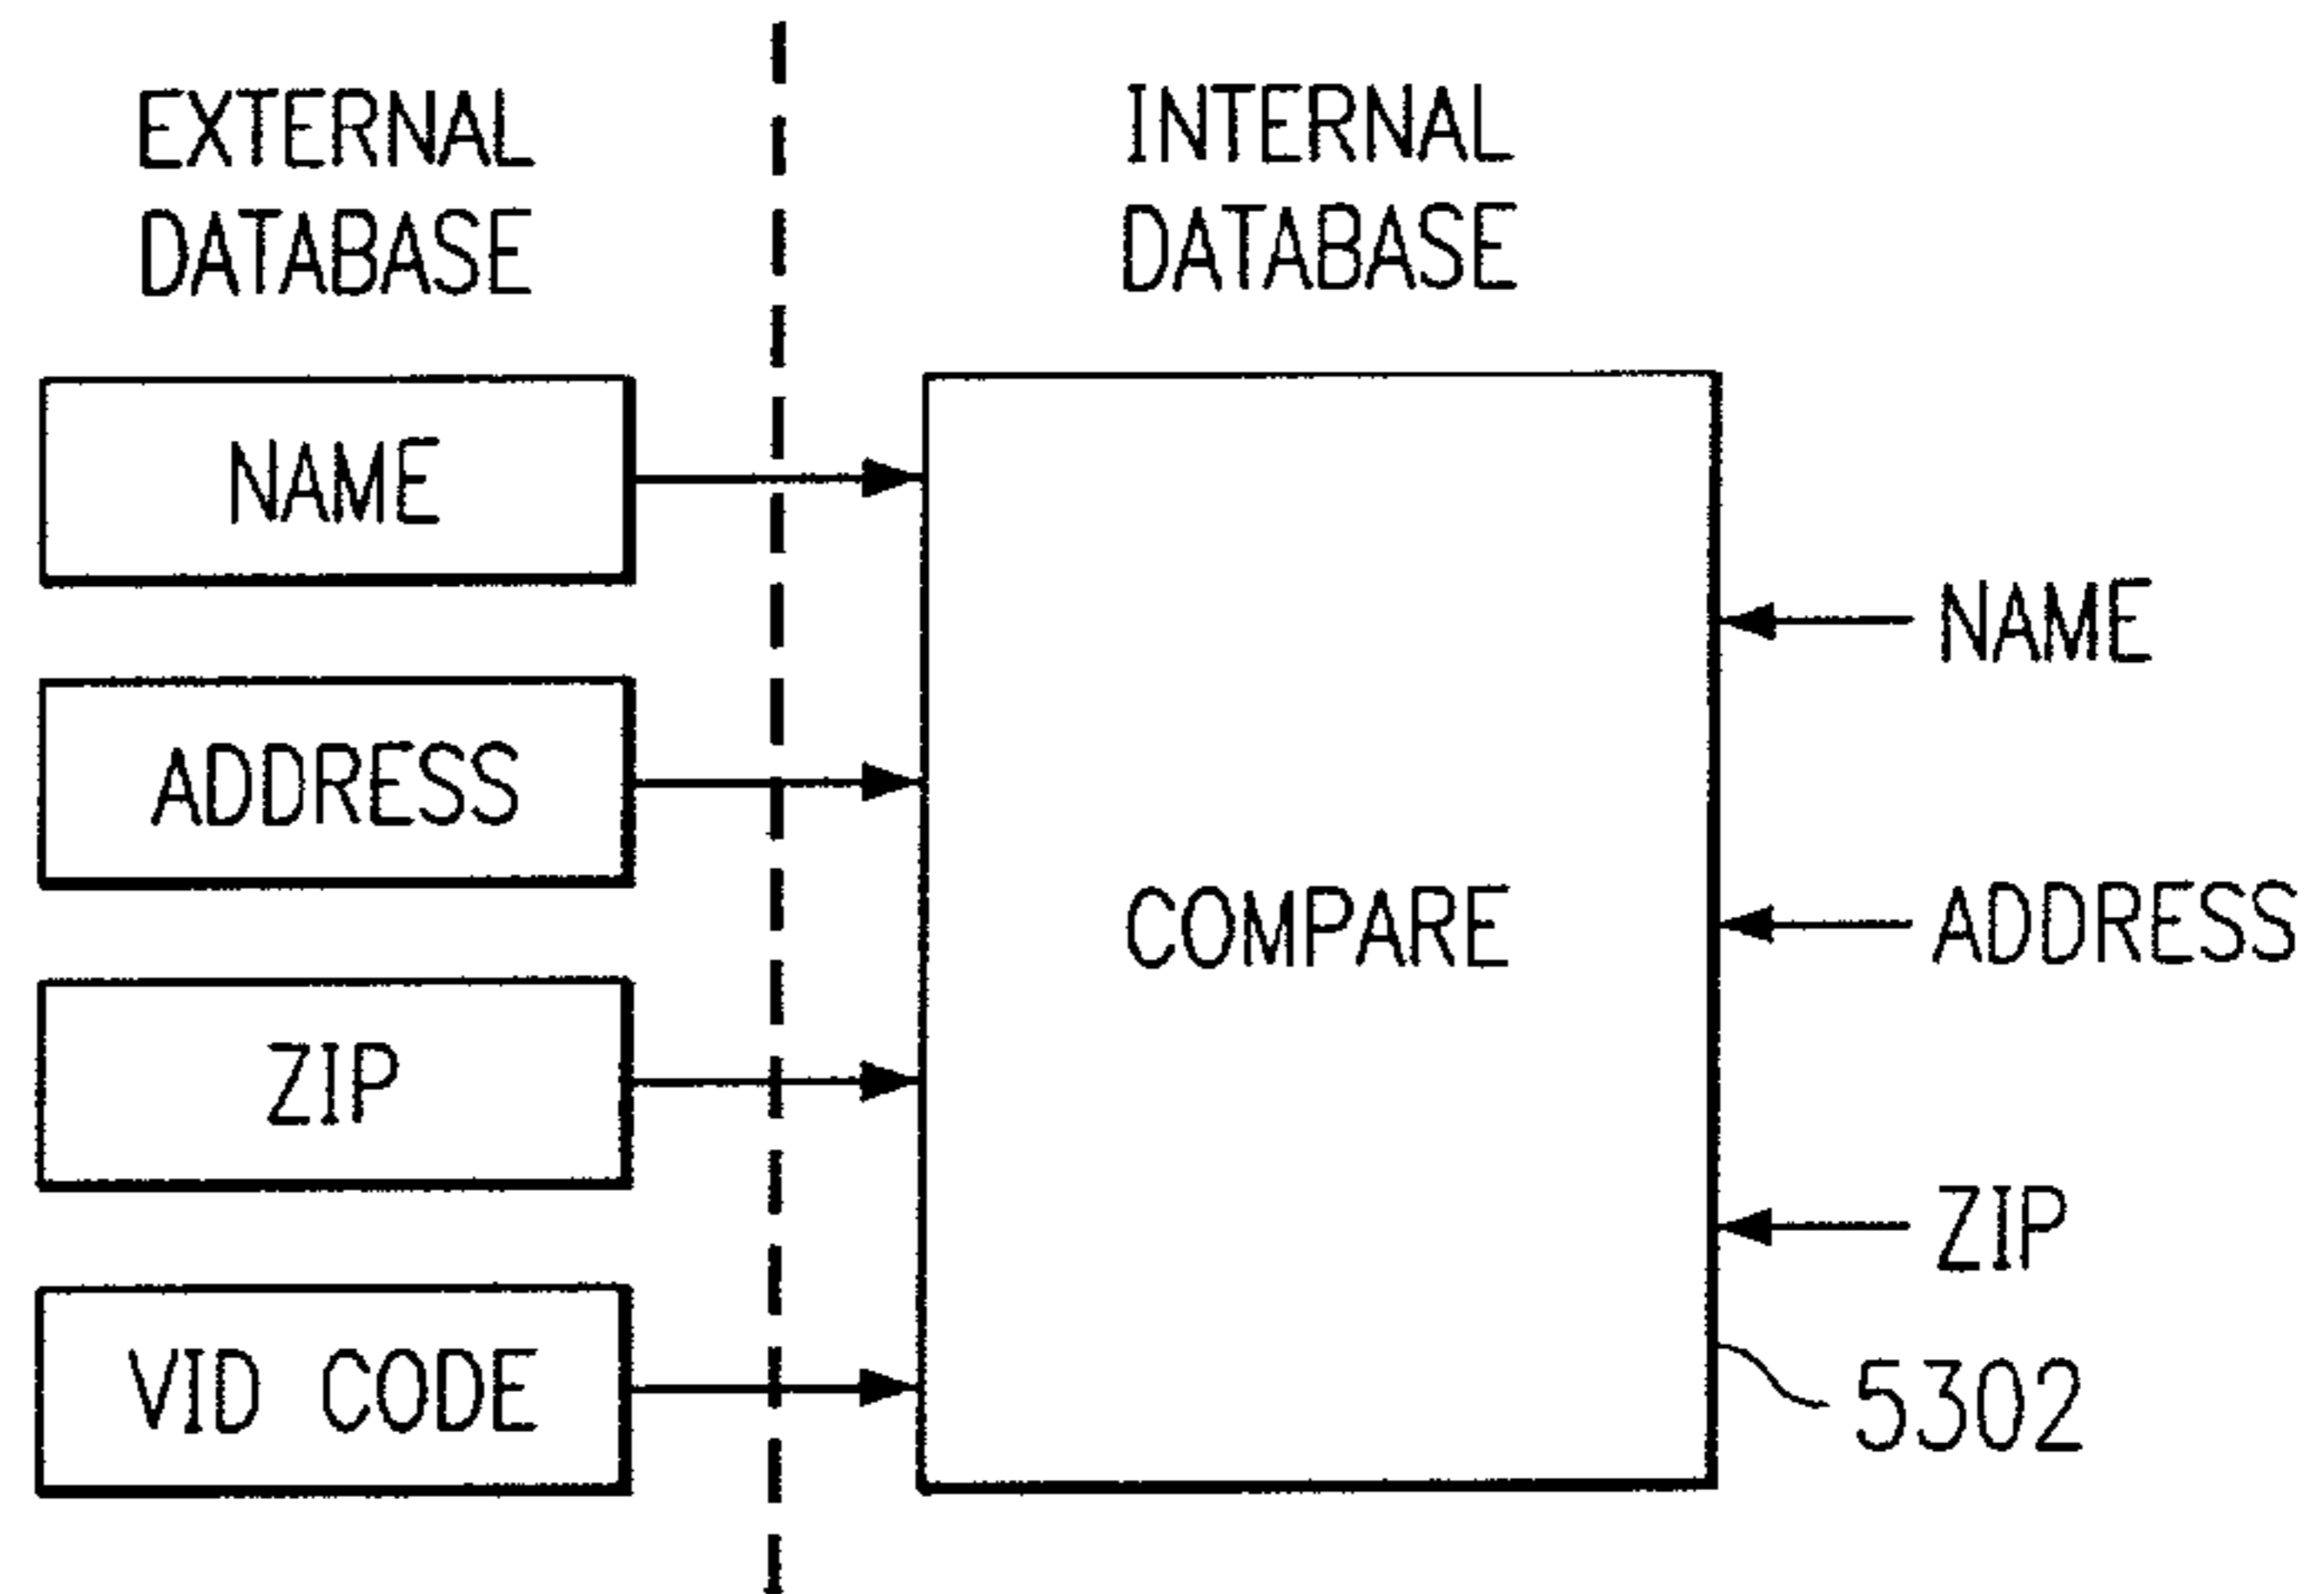 EXTERNAL
DATABASE
INTERNAL
DATABASE
NAME
ADDRESS
ZIP
VID CODE
COMPARE
NAME
ADDRESS
ZIP
5302